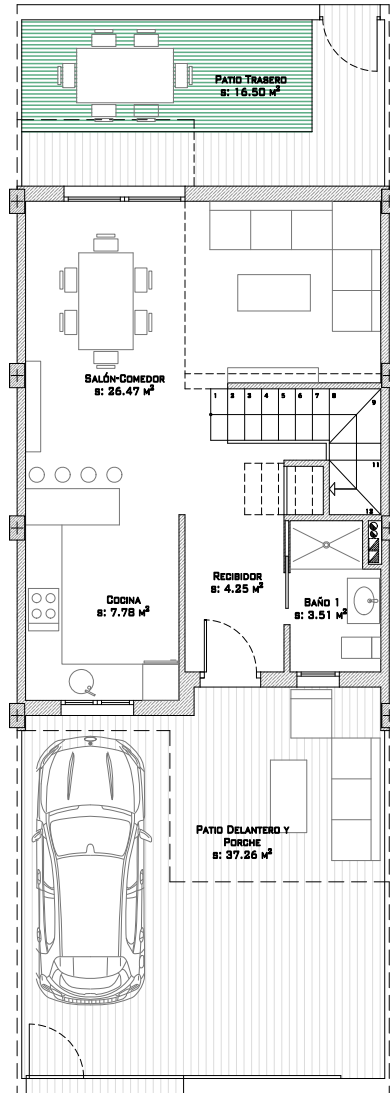 PATIO TRASERO
S: 16.50 M²
SALÓN-COMEDOR
S: 26.47 M²
1 2 3 4 5 6 7 8
9
11
12
RECIBIDOR
S: 4.25 M²
COCINA
S: 7.78 M²
BAÑO 1
S: 3.51 M²
PATIO DELANTERO Y
PORCHE
S: 37.26 M²